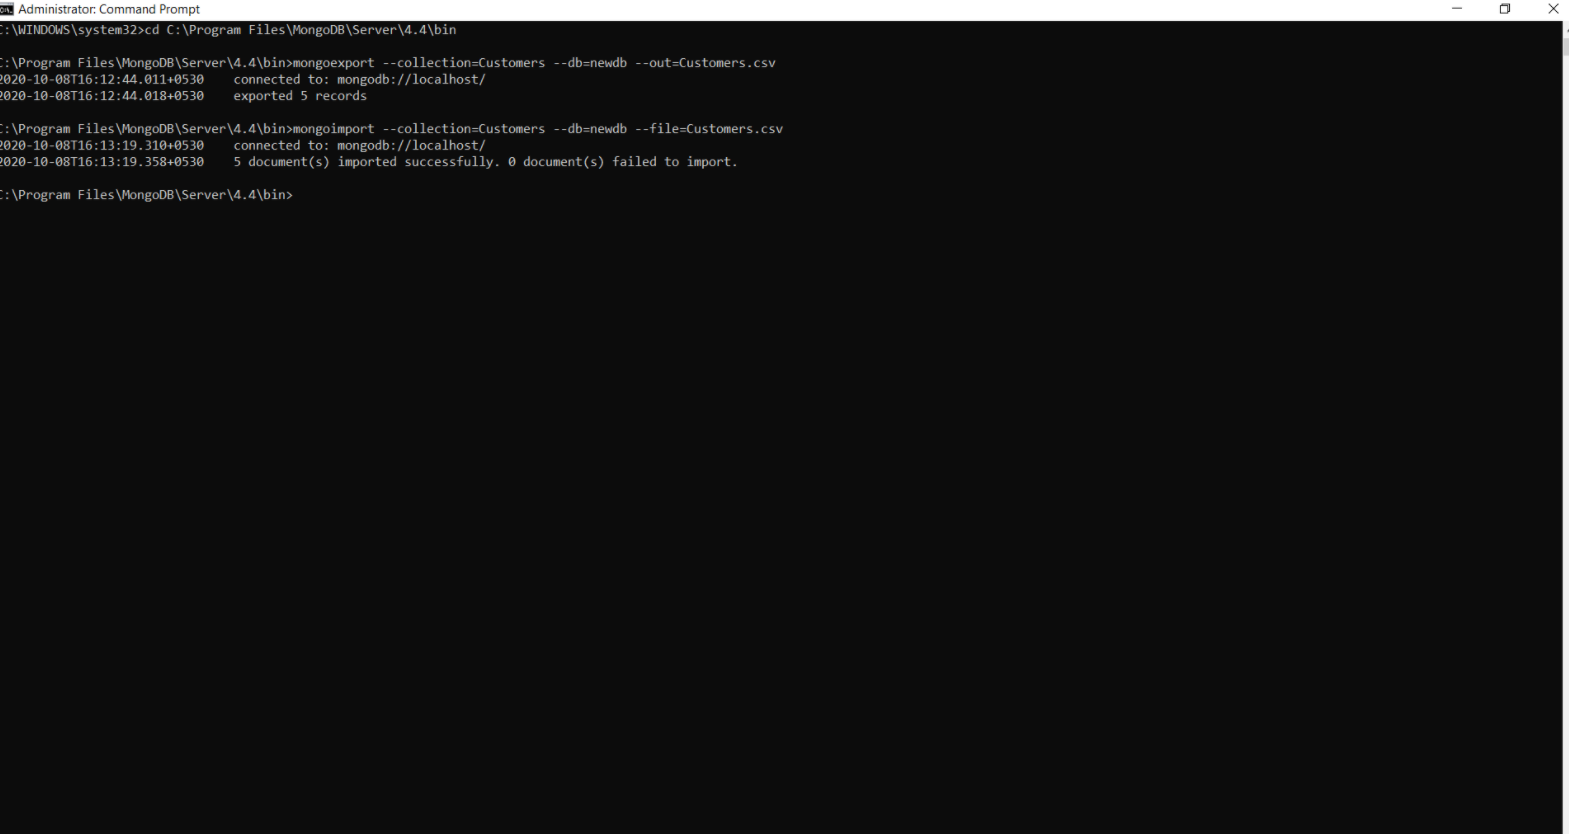 Administrator: Command Prompt
C:\WINDOWS\system32>cd C:\Program Files\MongoDB\Server\4.4\bin
C:\Program Files\MongoDB\Server\4.4\bin>mongoexport --collection=Customers --db=newdb --out=Customers.csv
2020-10-08T16:12:44.011+0530    connected to: mongodb://localhost/
2020-10-08T16:12:44.018+0530    exported 5 records
C:\Program Files\MongoDB\Server\4.4\bin>mongoimport --collection=Customers --db=newdb --file=Customers.csv
2020-10-08T16:13:19.310+0530    connected to: mongodb://localhost/
2020-10-08T16:13:19.358+0530    5 document(s) imported successfully. 0 document(s) failed to import.
C:\Program Files\MongoDB\Server\4.4\bin>